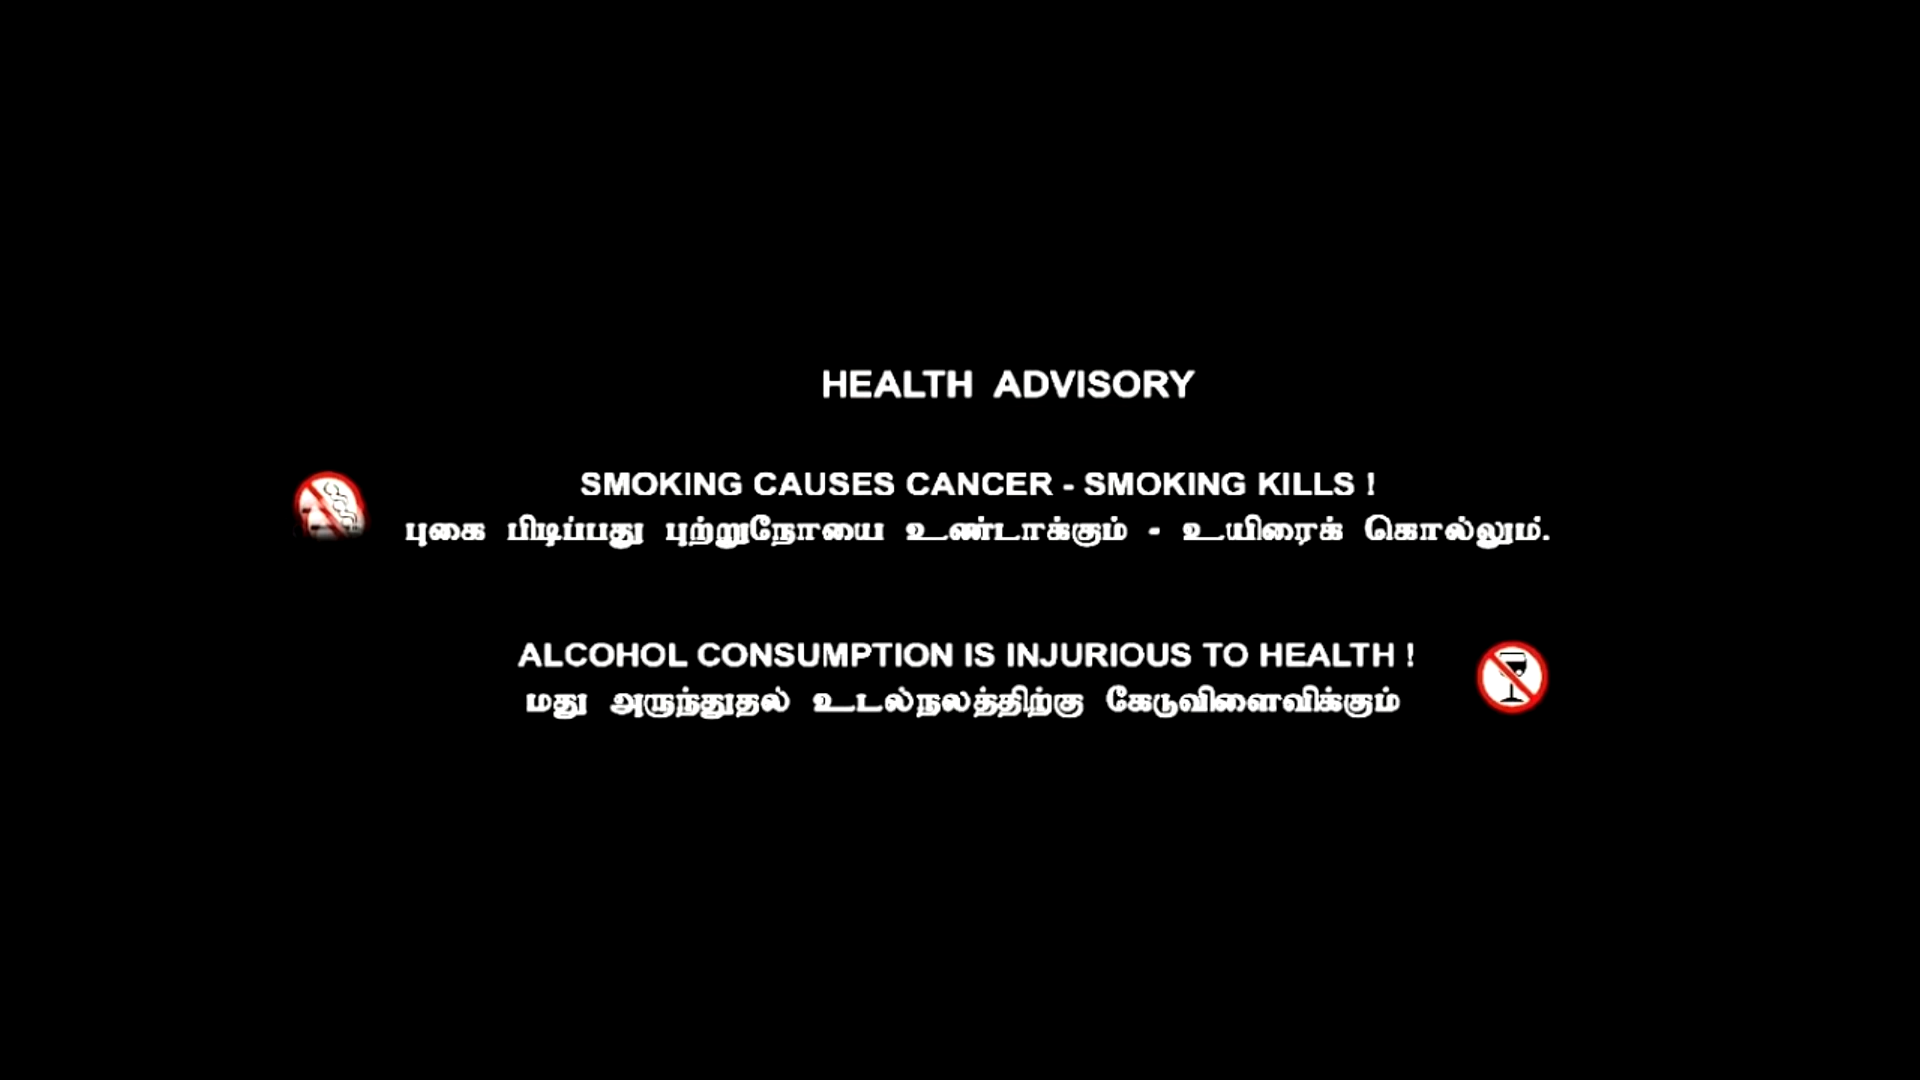 HEALTH ADVISORY
SMOKING CAUSES CANCER - SMOKING KILLS !
புகை பிடிப்பது புற்றுநோயை உண்டாக்கும் - உயிரைக் கொல்லும்.
ALCOHOL CONSUMPTION IS INJURIOUS TO HEALTH !
மது அருந்துதல் உடல்நலத்திற்கு கேடுவிளைவிக்கும்